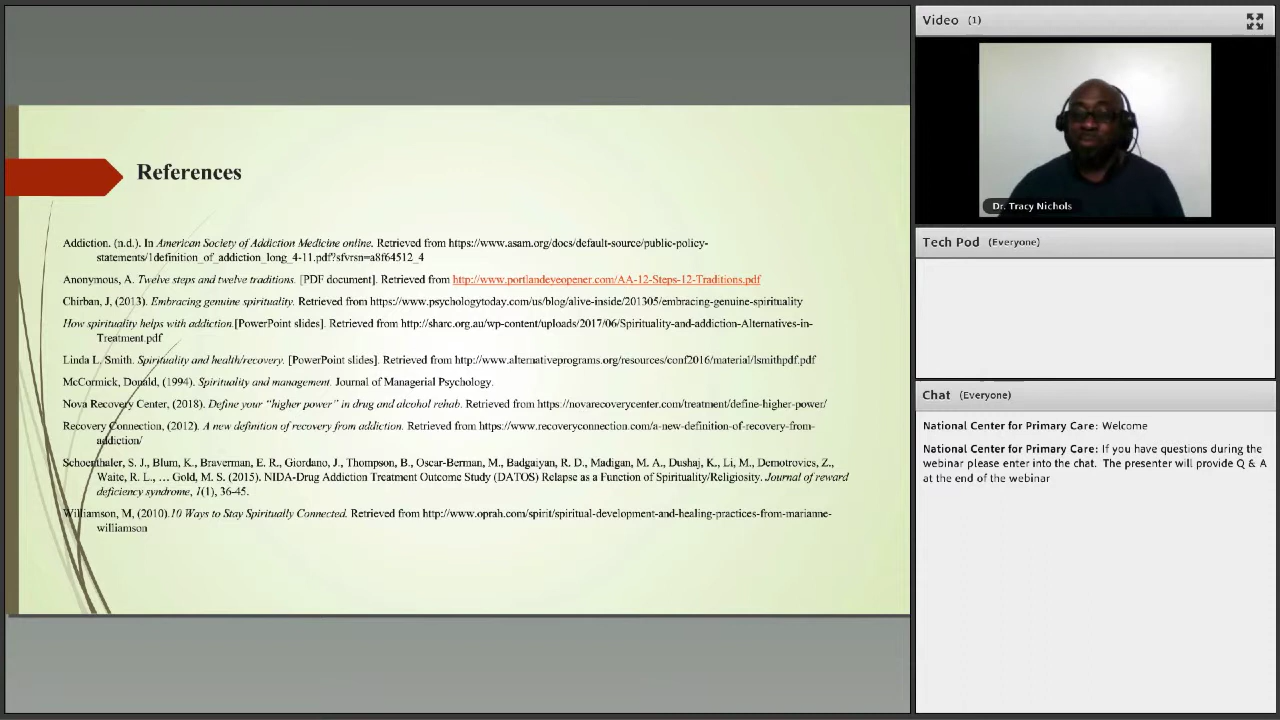 References
Addiction. (n.d.). In American Society of Addiction Medicine online. Retrieved from https://www.asam.org/docs/default-source/public-policy-
statements/1definition_of_addiction_long_4-11.pdf?sfvrsn=a8f64512_4
Anonymous, A. Twelve steps and twelve traditions. [PDF document]. Retrieved from http://www.portlandeyeopener.com/AA-12-Steps-12-Traditions.pdf
Chirban, J, (2013). Embracing genuine spirituality. Retrieved from https://www.psychologytoday.com/us/blog/alive-inside/201305/embracing-genuine-spirituality
How spirituality helps with addiction.[PowerPoint slides]. Retrieved from http://sharc.org.au/wp-content/uploads/2017/06/Spirituality-and-addiction-Alternatives-in-
Treatment.pdf
Linda L. Smith. Spirituality and health/recovery. [PowerPoint slides]. Retrieved from http://www.alternativeprograms.org/resources/conf2016/material/lsmithpdf.pdf
McCormick, Donald, (1994). Spirituality and management. Journal of Managerial Psychology.
Nova Recovery Center, (2018). Define your “higher power” in drug and alcohol rehab. Retrieved from https://novarecoverycenter.com/treatment/define-higher-power/
Recovery Connection, (2012). A new definition of recovery from addiction. Retrieved from https://www.recoveryconnection.com/a-new-definition-of-recovery-from-
addiction/
Schoenthaler, S. J., Blum, K., Braverman, E. R., Giordano, J., Thompson, B., Oscar-Berman, M., Badgaiyan, R. D., Madigan, M. A., Dushaj, K., Li, M., Demotrovics, Z.,
Waite, R. L., … Gold, M. S. (2015). NIDA-Drug Addiction Treatment Outcome Study (DATOS) Relapse as a Function of Spirituality/Religiosity. Journal of reward
deficiency syndrome, 1(1), 36-45.
Williamson, M, (2010).10 Ways to Stay Spiritually Connected. Retrieved from http://www.oprah.com/spirit/spiritual-development-and-healing-practices-from-marianne-
williamson
Video (1)
Dr. Tracy Nichols
Tech Pod (Everyone)
Chat (Everyone)
National Center for Primary Care: Welcome
National Center for Primary Care: If you have questions during the
webinar please enter into the chat. The presenter will provide Q & A
at the end of the webinar